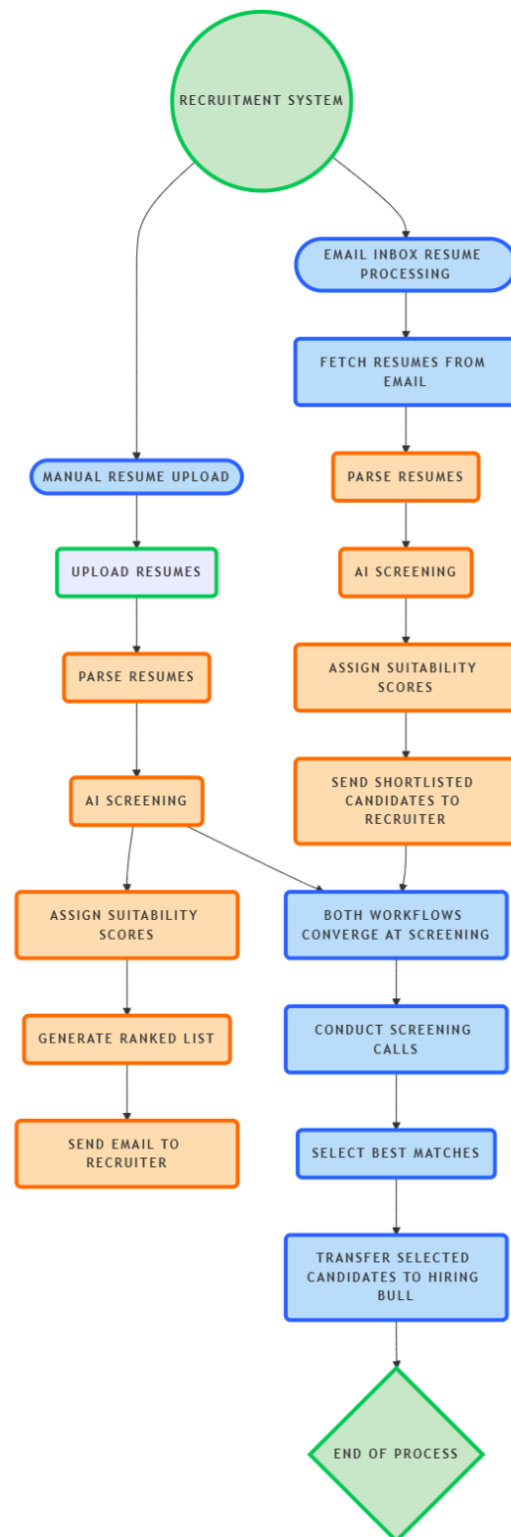 RECRUITMENT SYSTEM
EMAIL INBOX RESUME
PROCESSING
FETCH RESUMES FROM
EMAIL
MANUAL RESUME UPLOAD
PARSE RESUMES
UPLOAD RESUMES
AI SCREENING
PARSE RESUMES
ASSIGN SUITABILITY
SCORES
AI SCREENING
SEND SHORTLISTED
CANDIDATES TO
RECRUITER
ASSIGN SUITABILITY
SCORES
BOTH WORKFLOWS
CONVERGE AT SCREENING
GENERATE RANKED LIST
CONDUCT SCREENING
CALLS
SEND EMAIL TO
RECRUITER
SELECT BEST MATCHES
TRANSFER SELECTED
CANDIDATES TO HIRING
BULL
END OF PROCESS